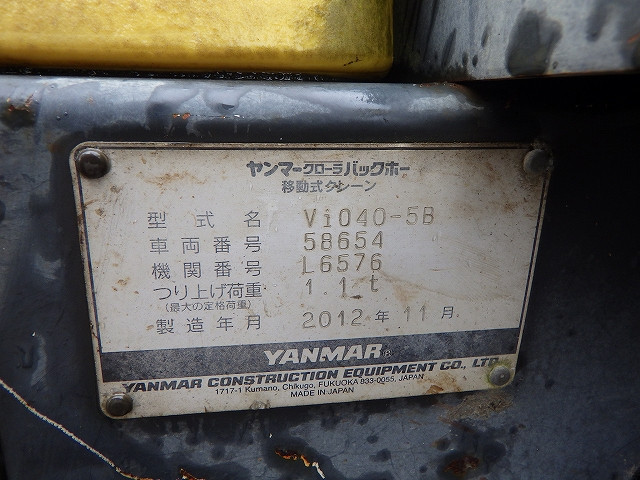 ヤンマークローラバックホー
移動式クレーン
型式名 ViO40-5B
車両番号 58654
機関番号 L6576
つり上げ荷重 1.1t
(最大の定格荷重)
製造年月 2012年11月
YANMAR®
YANMAR CONSTRUCTION EQUIPMENT CO., LTD.
1717-1 Kumano, Chikugo, FUKUOKA 833-0055, JAPAN
MADE IN JAPAN